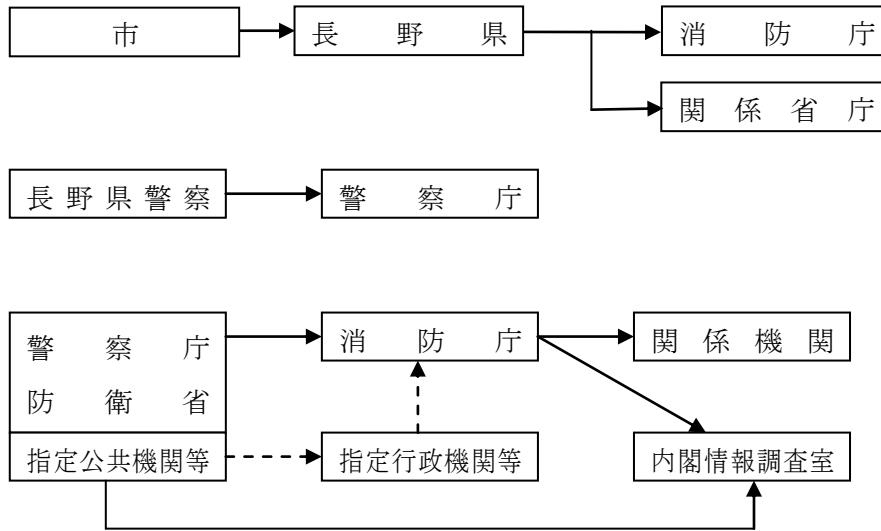 市
長野県
消防庁
関係省庁
長野県警察
警察庁
警察庁
消防庁
関係機関
防衛省
指定公共機関等
指定行政機関等
内閣情報調査室